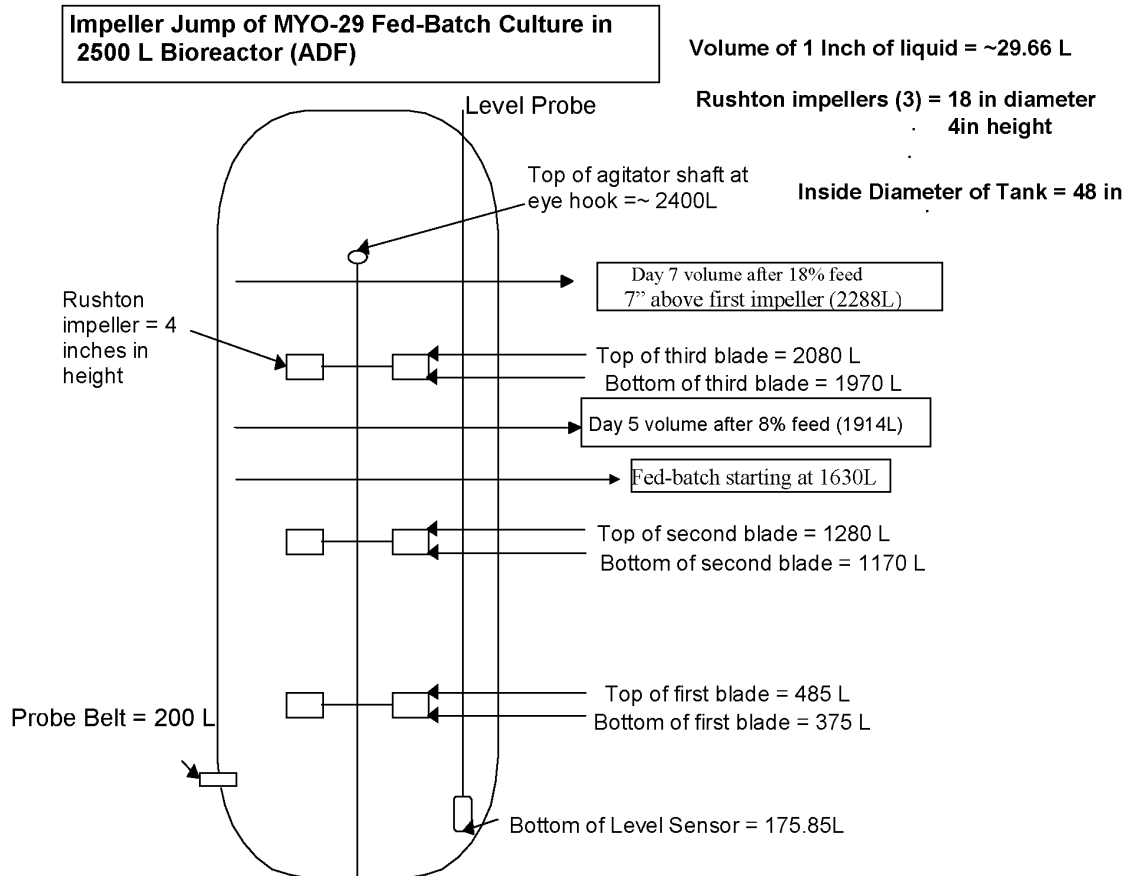 Impeller Jump of MYO-29 Fed-Batch Culture in
2500 L Bioreactor (ADF)
Volume of 1 Inch of liquid = ~29.66 L
Rushton impellers (3) = 18 in diameter
4in height
Inside Diameter of Tank = 48 in
Level Probe
Top of agitator shaft at
eye hook =~ 2400L
Day 7 volume after 18% feed
7” above first impeller (2288L)
Rushton
impeller = 4
inches in
height
Top of third blade = 2080 L
Bottom of third blade = 1970 L
Day 5 volume after 8% feed (1914L)
Fed-batch starting at 1630L
Top of second blade = 1280 L
Bottom of second blade = 1170 L
Top of first blade = 485 L
Bottom of first blade = 375 L
Probe Belt = 200 L
Bottom of Level Sensor = 175.85L